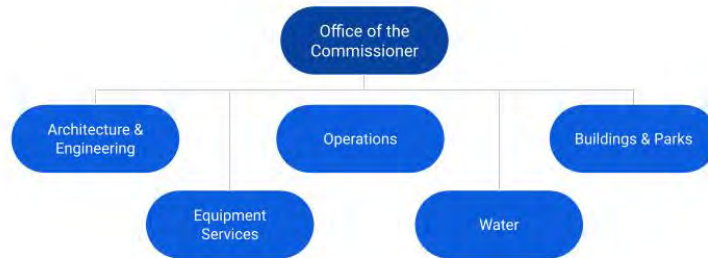 Office of the
Commissioner
Architecture &
Engineering
Operations
Buildings & Parks
Equipment
Services
Water